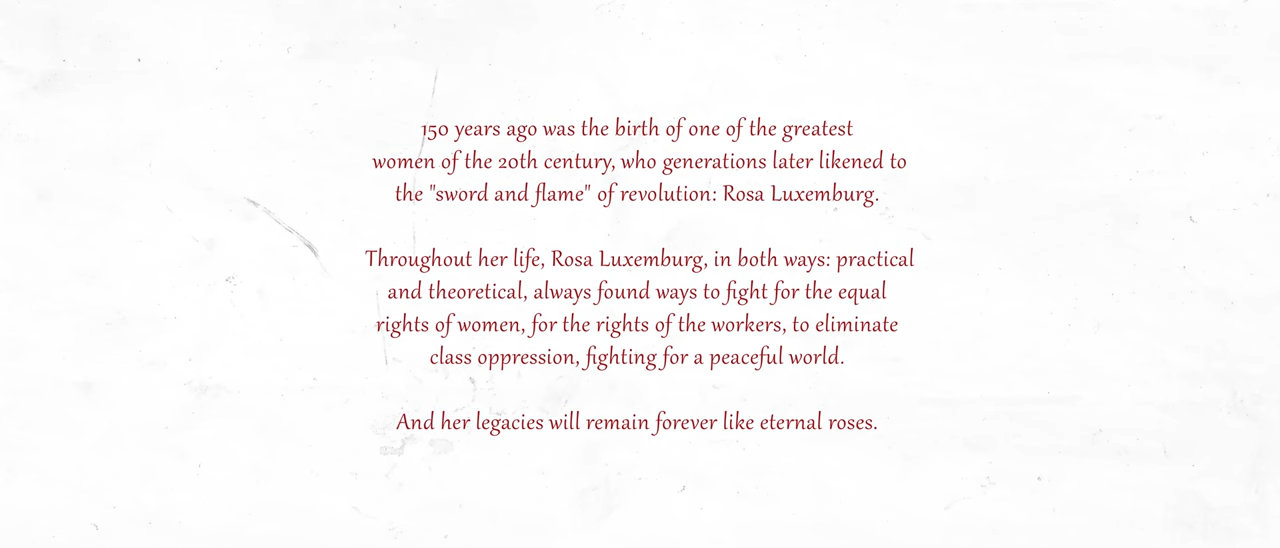 150 years ago was the birth of one of the greatest
women of the 20th century, who generations later likened to
the "sword and flame" of revolution: Rosa Luxemburg.
Throughout her life, Rosa Luxemburg, in both ways: practical
and theoretical, always found ways to fight for the equal
rights of women, for the rights of the workers, to eliminate
class oppression, fighting for a peaceful world.
And her legacies will remain forever like eternal roses.